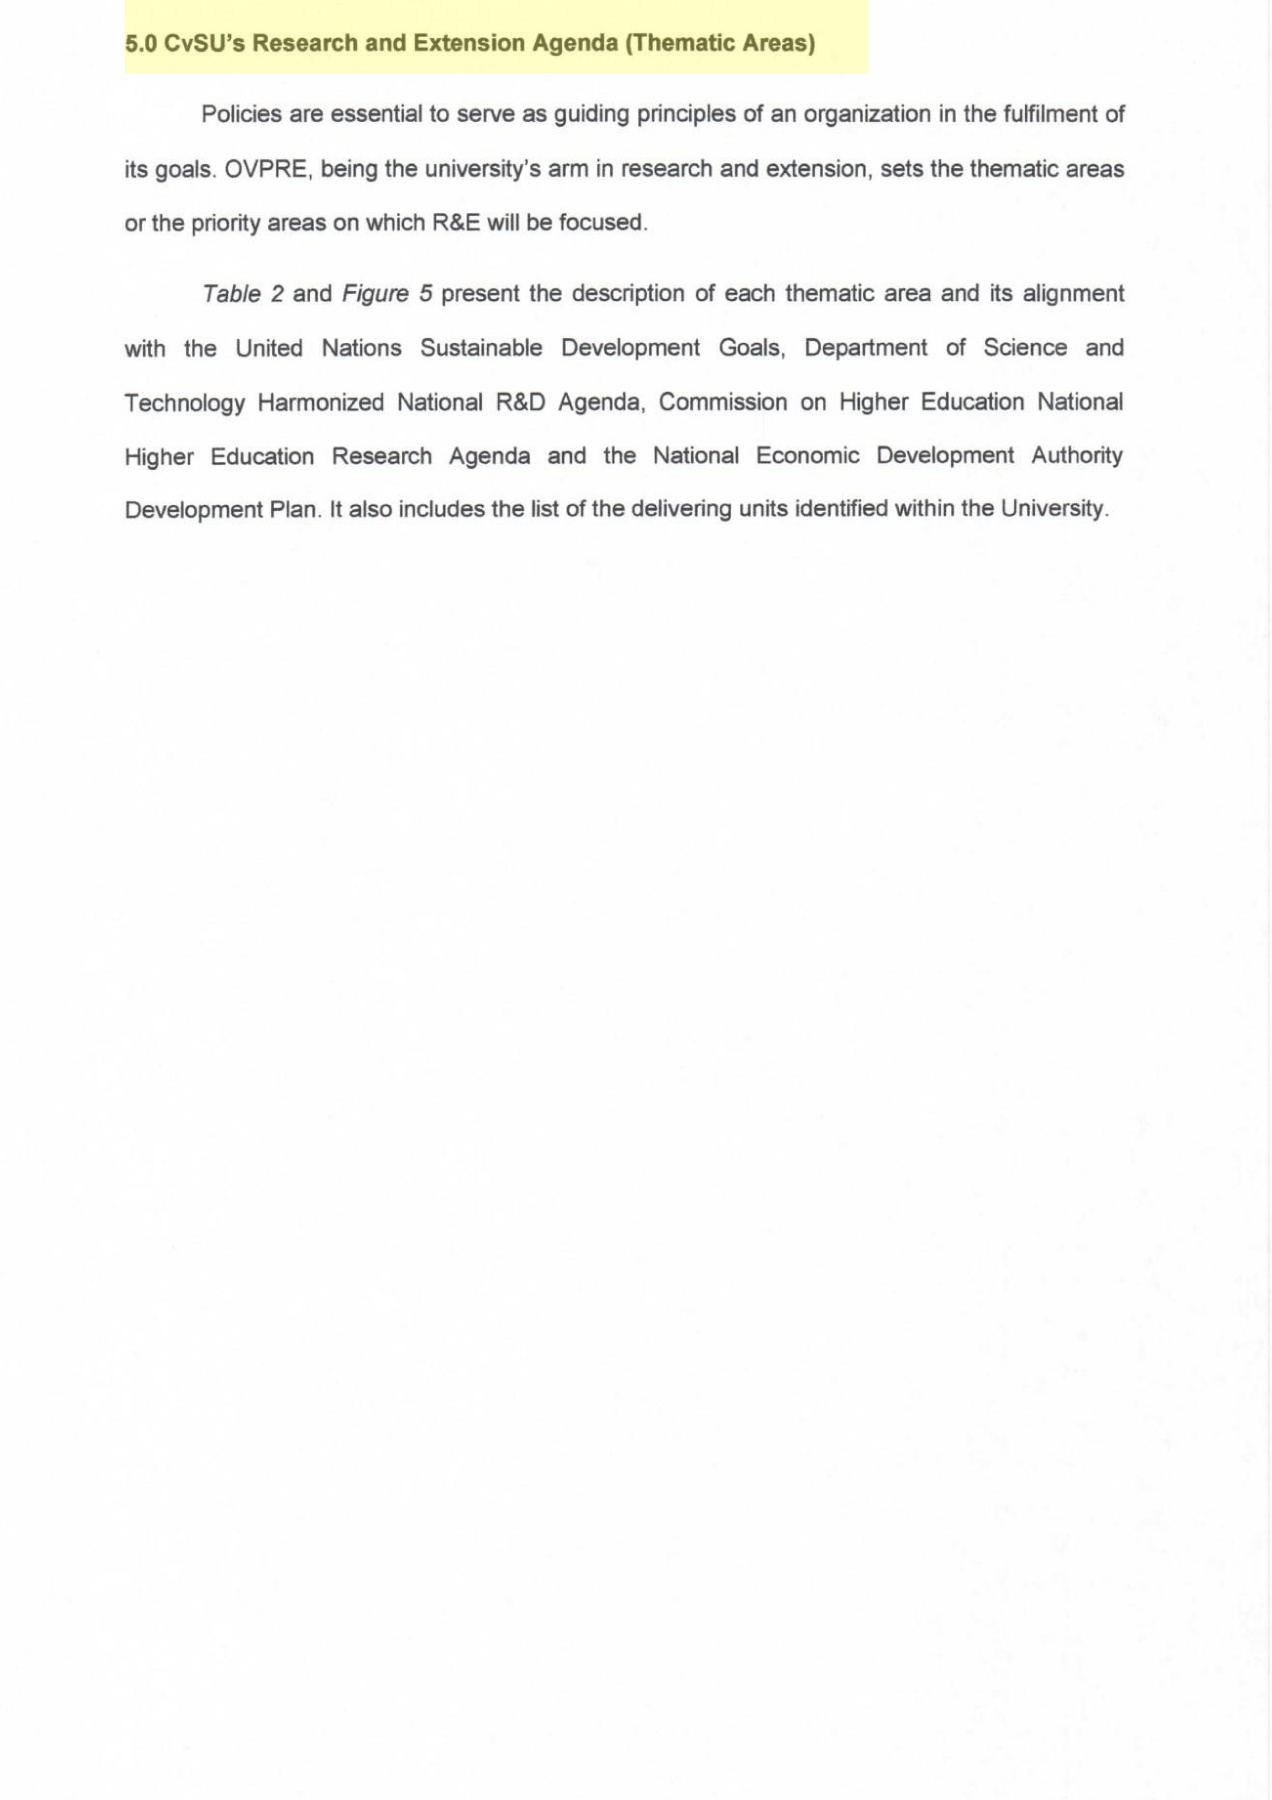 5.0 CvSU's Research and Extension Agenda (Thematic Areas)
Policies are essential to serve as guiding principles of an organization in the fulfilment of
its goals. OVPRE, being the university's arm in research and extension, sets the thematic areas
or the priority areas on which R&E will be focused.
Table 2 and Figure 5 present the description of each thematic area and its alignment
with the United Nations Sustainable Development Goals, Department of Science and
Technology Harmonized National R&D Agenda, Commission on Higher Education National
Higher Education Research Agenda and the National Economic Development Authority
Development Plan. It also includes the list of the delivering units identified within the University.